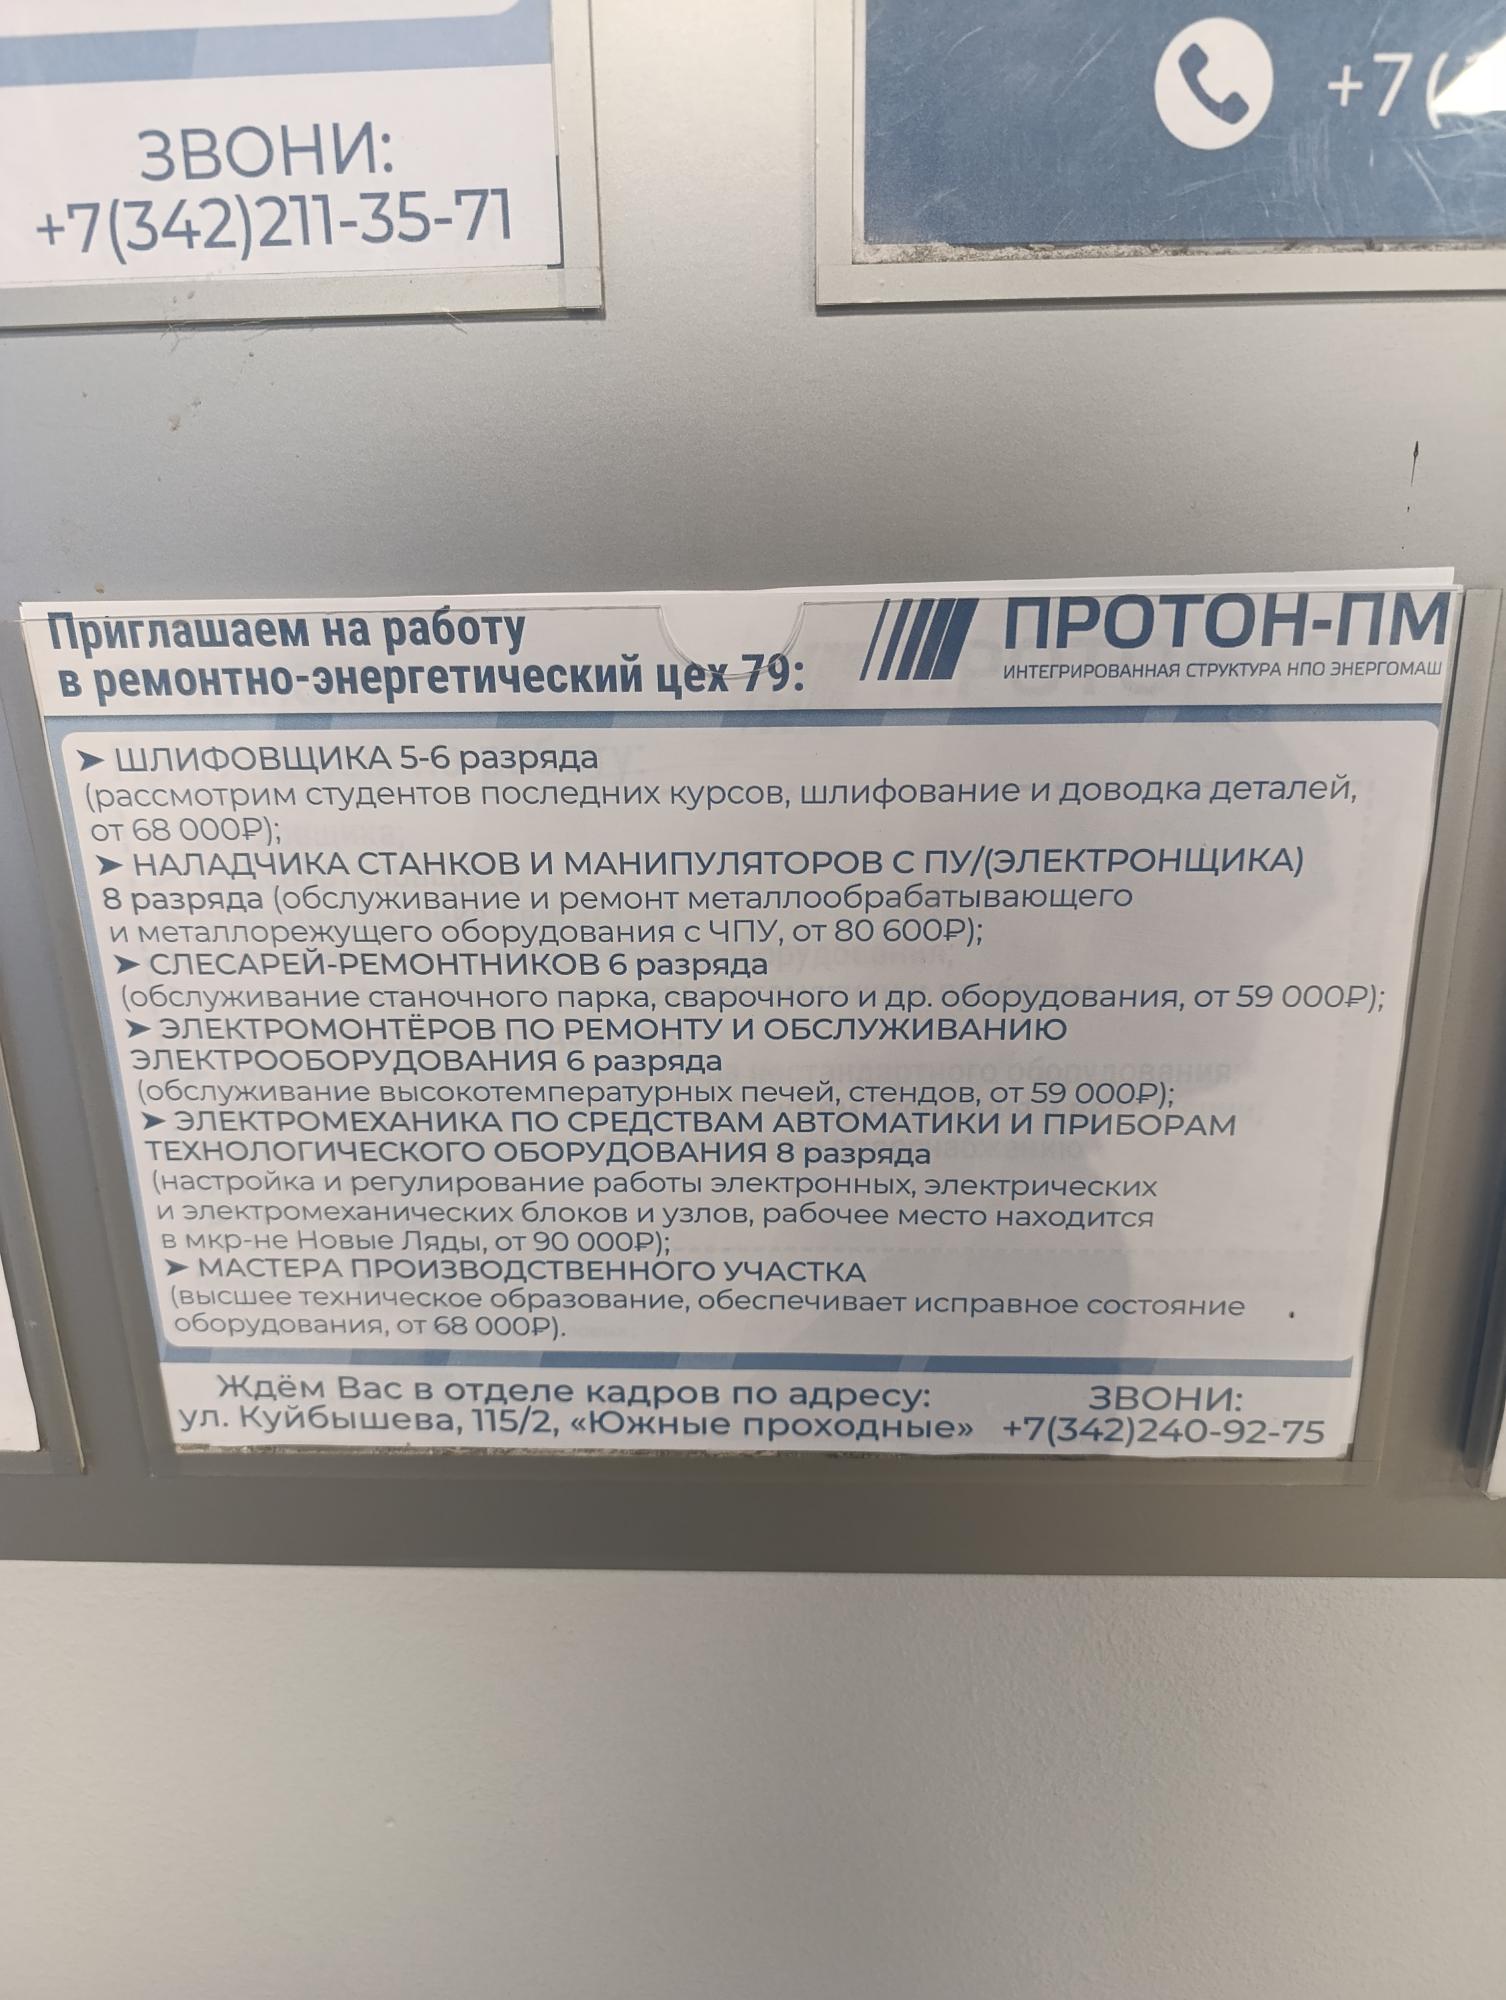 ЗВОНИ:
+7(342)211-35-71
+7(
Приглашаем на работу
в ремонтно-энергетический цех 79:
ПРОТОН-ПМ
ИНТЕГРИРОВАННАЯ СТРУКТУРА НПО ЭНЕРГОМАШ
➤ ШЛИФОВЩИКА 5-6 разряда
(рассмотрим студентов последних курсов, шлифование и доводка деталей,
от 68 000₽);
➤ НАЛАДЧИКА СТАНКОВ И МАНИПУЛЯТОРОВ С ПУ/(ЭЛЕКТРОНЩИКА)
8 разряда (обслуживание и ремонт металлообрабатывающего
и металлорежущего оборудования с ЧПУ, от 80 600₽);
➤ СЛЕСАРЕЙ-РЕМОНТНИКОВ 6 разряда
(обслуживание станочного парка, сварочного и др. оборудования, от 59 000₽);
➤ ЭЛЕКТРОМОНТЁРОВ ПО РЕМОНТУ И ОБСЛУЖИВАНИЮ
ЭЛЕКТРООБОРУДОВАНИЯ 6 разряда
(обслуживание высокотемпературных печей, стендов, от 59 000₽);
➤ ЭЛЕКТРОМЕХАНИКА ПО СРЕДСТВАМ АВТОМАТИКИ И ПРИБОРАМ
ТЕХНОЛОГИЧЕСКОГО ОБОРУДОВАНИЯ 8 разряда
(настройка и регулирование работы электронных, электрических
и электромеханических блоков и узлов, рабочее место находится
в мкр-не Новые Ляды, от 90 000₽);
➤ МАСТЕРА ПРОИЗВОДСТВЕННОГО УЧАСТКА
(высшее техническое образование, обеспечивает исправное состояние
оборудования, от 68 000₽).
Ждём Вас в отделе кадров по адресу:
ул. Куйбышева, 115/2, «Южные проходные»
ЗВОНИ:
+7(342)240-92-75